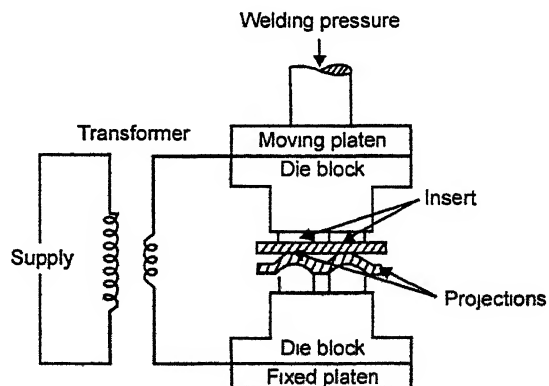 Welding pressure
Transformer
Moving platen
Die block
Insert
Supply
Projections
Die block
Fixed platen